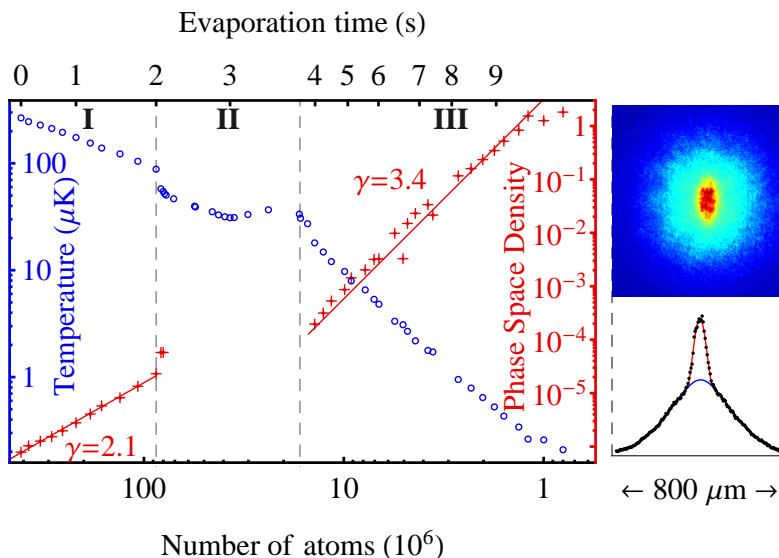 Evaporation time (s)
0 1 2 3 4 5 6 7 8 9
I II III
Temperature (μK)
100
10
1
γ=2.1
γ=3.4
Phase Space Density
1
10⁻¹
10⁻²
10⁻³
10⁻⁴
10⁻⁵
100 10 1
Number of atoms (10⁶)
← 800 μm →